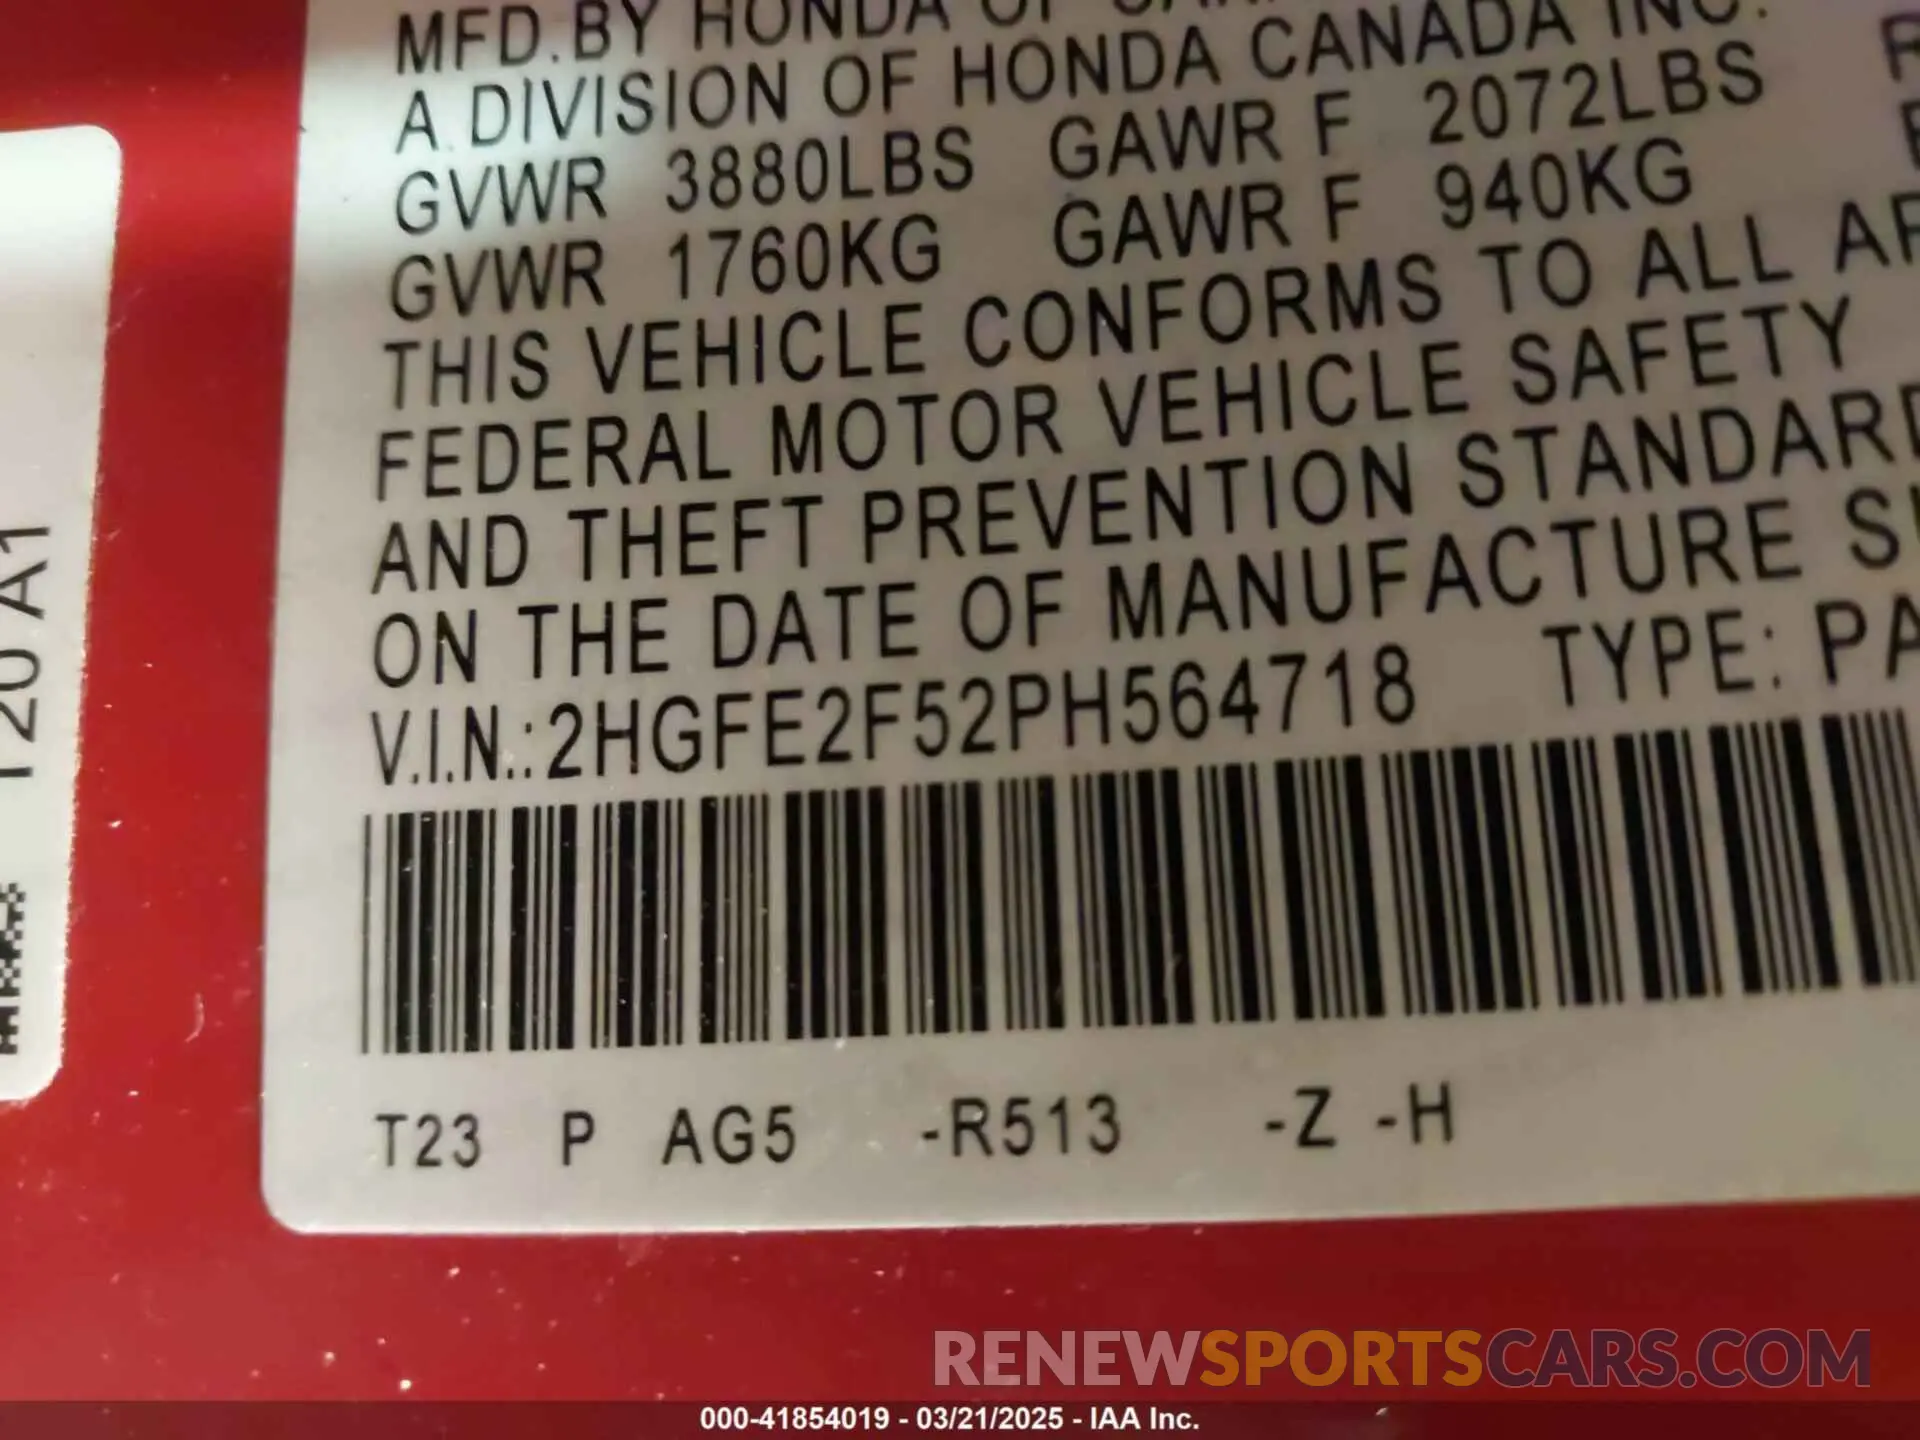 MFD.BY HONDA OF
A DIVISION OF HONDA CANADA INC.
GVWR 3880LBS GAWR F 2072LBS
GVWR 1760KG GAWR F 940KG
THIS VEHICLE CONFORMS TO ALL
FEDERAL MOTOR VEHICLE SAFETY
AND THEFT PREVENTION STANDARD
ON THE DATE OF MANUFACTURE
V.I.N.:2HGFE2F52PH564718 TYPE:
T23 P AG5 -R513 -Z -H
T20 A1
RENEWSPORTSCARS.COM
000-41854019 - 03/21/2025 - IAA Inc.